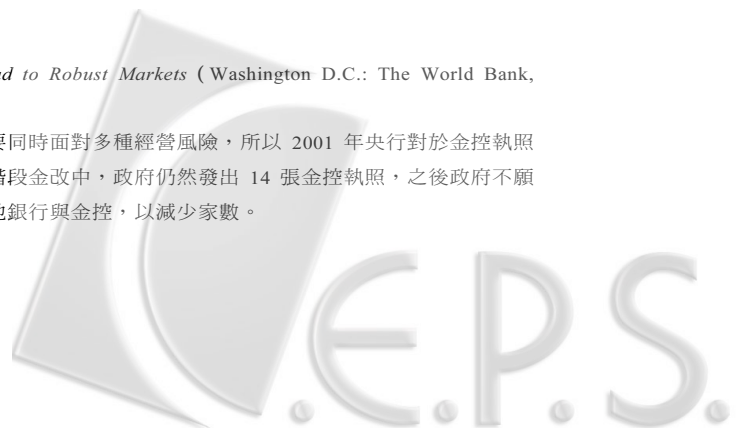 d to Robust Markets（Washington D.C.: The World Bank,
要同時面對多種經營風險，所以 2001 年央行對於金控執照
階段金改中，政府仍然發出 14 張金控執照，之後政府不願
他銀行與金控，以減少家數。
C.E.P.S.